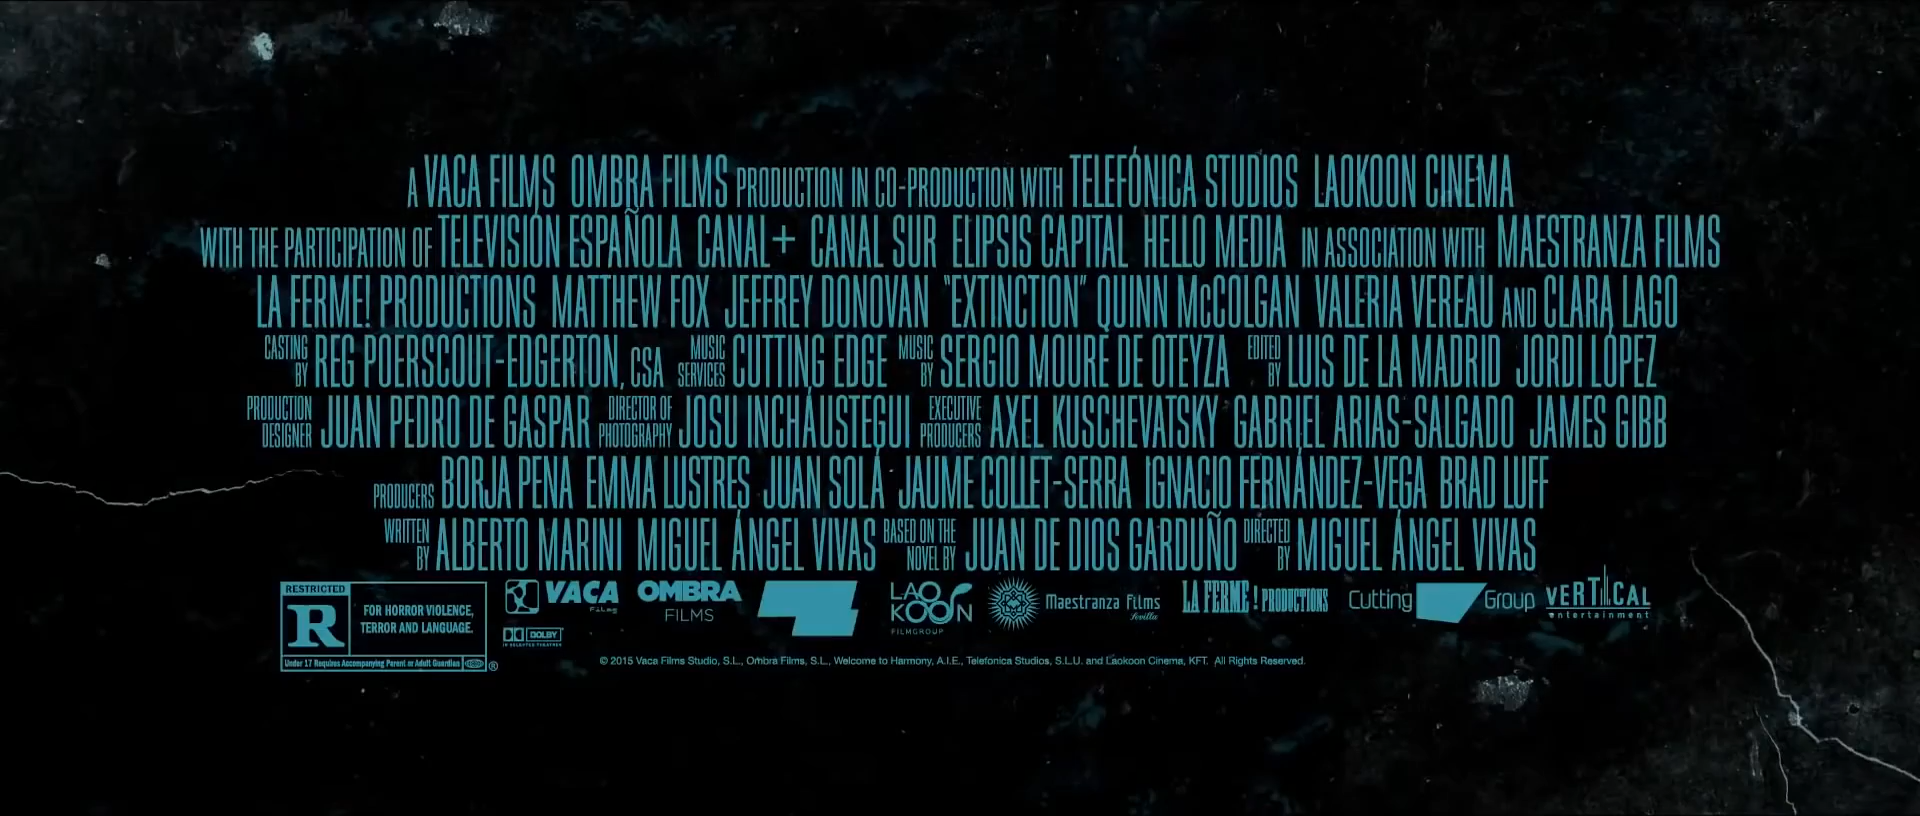 A VACA FILMS OMBRA FILMS PRODUCTION IN CO-PRODUCTION WITH TELEFÓNICA STUDIOS LAOKOON CINEMA
WITH THE PARTICIPATION OF TELEVISIÓN ESPAÑOLA CANAL+ CANAL SUR ELIPSIS CAPITAL HELLO MEDIA IN ASSOCIATION WITH MAESTRANZA FILMS
LA FERME! PRODUCTIONS MATTHEW FOX JEFFREY DONOVAN "EXTINCTION" QUINN McCOLGAN VALERIA VEREAU AND CLARA LAGO
CASTING BY REG POERSCOUT-EDGERTON, CSA MUSIC SERVICES CUTTING EDGE MUSIC BY SERGIO MOURE DE OTEYZA EDITED BY LUIS DE LA MADRID JORDI LÓPEZ
PRODUCTION DESIGNER JUAN PEDRO DE GASPAR DIRECTOR OF PHOTOGRAPHY JOSU INCHÁUSTEGUI EXECUTIVE PRODUCERS AXEL KUSCHEVATSKY GABRIEL ARIAS-SALGADO JAMES GIBB
PRODUCERS BORJA PENA EMMA LUSTRES JUAN SOLÁ JAUME COLLET-SERRA IGNACIO FERNÁNDEZ-VEGA BRAD LUFF
WRITTEN BY ALBERTO MARINI MIGUEL ÁNGEL VIVAS BASED ON THE NOVEL BY JUAN DE DIOS GARDUÑO DIRECTED BY MIGUEL ÁNGEL VIVAS
RESTRICTED
R
FOR HORROR VIOLENCE,
TERROR AND LANGUAGE.
Under 17 Requires Accompanying Parent or Adult Guardian ®
VACA
Films
DOLBY
IN SELECTED THEATRES
OMBRA
FILMS
LAO
KOON
FILMGROUP
Maestranza Films
Sevilla
LA FERME! PRODUCTIONS
Cutting Group
VERTICAL
entertainment
© 2015 Vaca Films Studio, S.L., Ombra Films, S.L., Welcome to Harmony, A.I.E., Telefonica Studios, S.L.U. and Laokoon Cinema, KFT. All Rights Reserved.